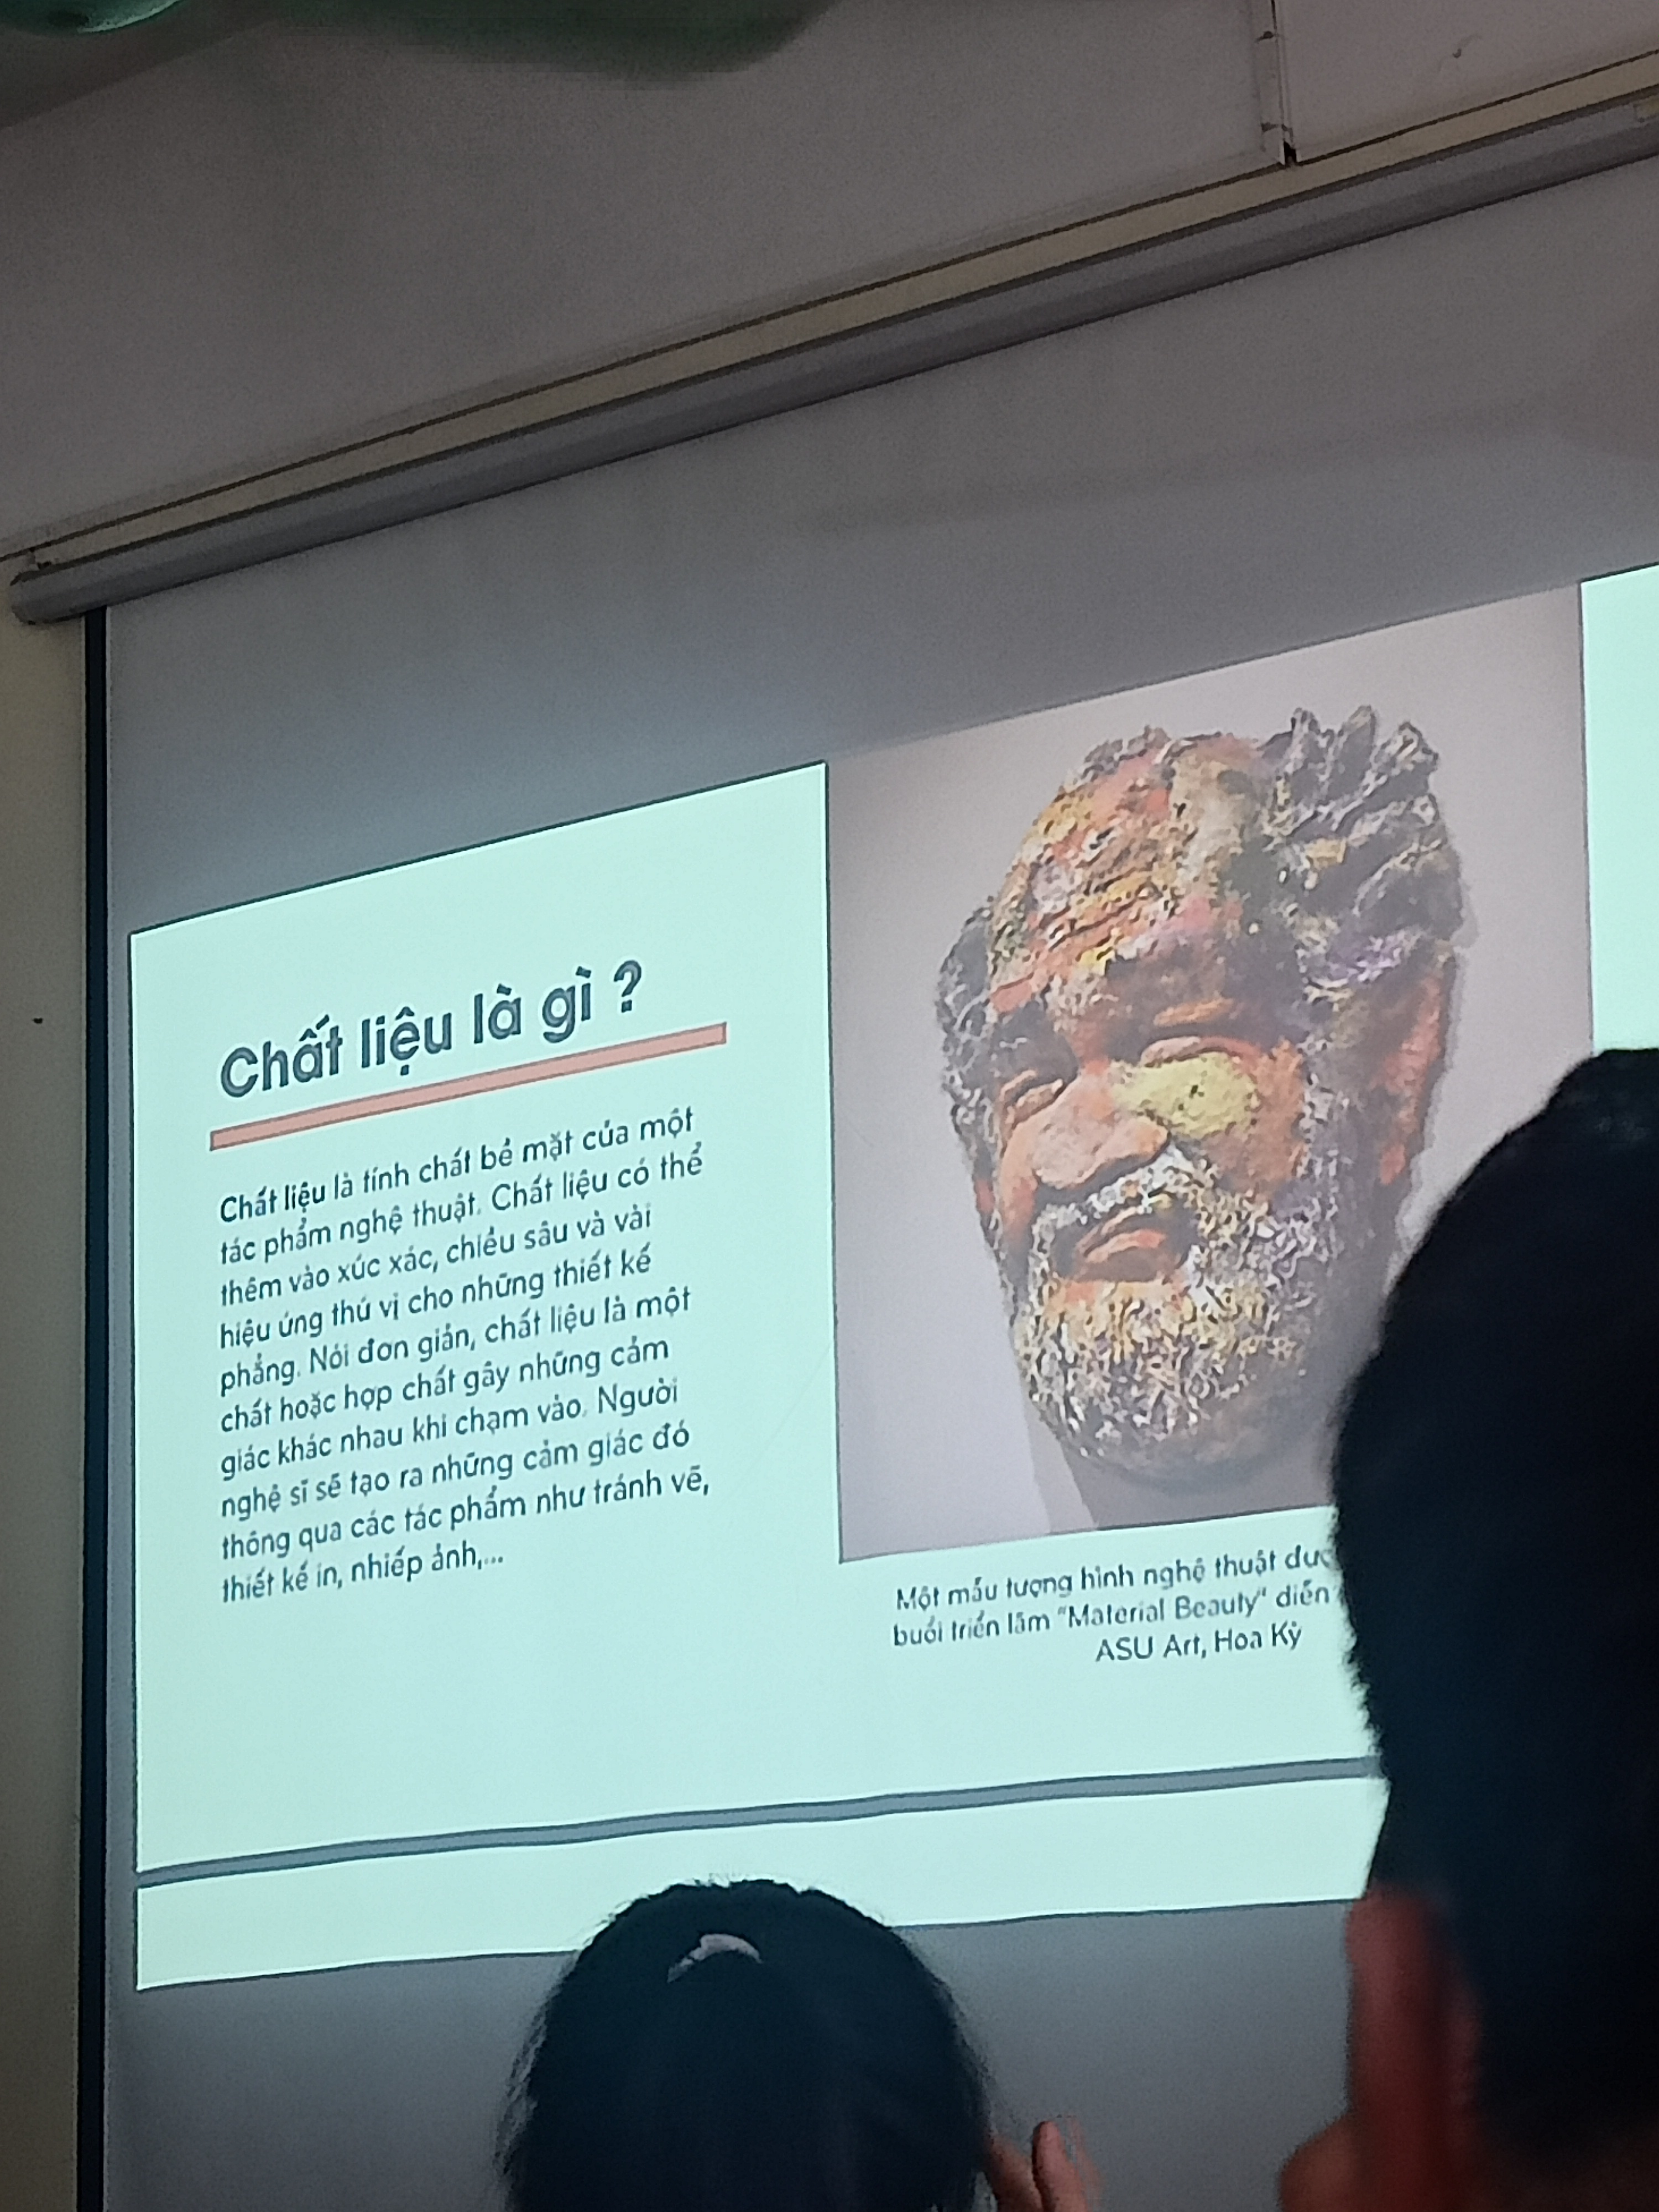 Chất liệu là gì ?
Chất liệu là tính chất bề mặt của một
tác phẩm nghệ thuật. Chất liệu có thể
thêm vào xúc xác, chiều sâu và vài
hiệu ứng thú vị cho những thiết kế
phẳng. Nói đơn giản, chất liệu là một
chất hoặc hợp chất gây những cảm
giác khác nhau khi chạm vào. Người
nghệ sĩ sẽ tạo ra những cảm giác đó
thông qua các tác phẩm như tránh vẽ,
thiết kế in, nhiếp ảnh,...
Một mẫu tượng hình nghệ thuật
buổi triển lãm "Material Beauty" diễn
ASU Art, Hoa Kỳ